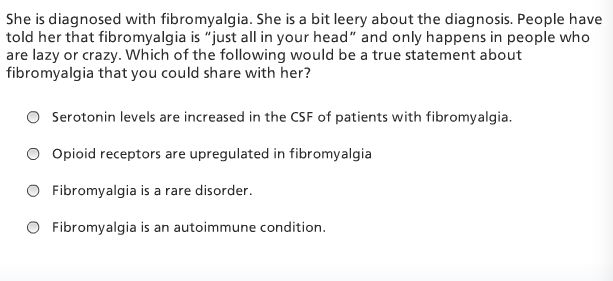 She is diagnosed with fibromyalgia. She is a bit leery about the diagnosis. People have
told her that fibromyalgia is "just all in your head" and only happens in people who
are lazy or crazy. Which of the following would be a true statement about
fibromyalgia that you could share with her?
Serotonin levels are increased in the CSF of patients with fibromyalgia.
Opioid receptors are upregulated in fibromyalgia
Fibromyalgia is a rare disorder.
Fibromyalgia is an autoimmune condition.